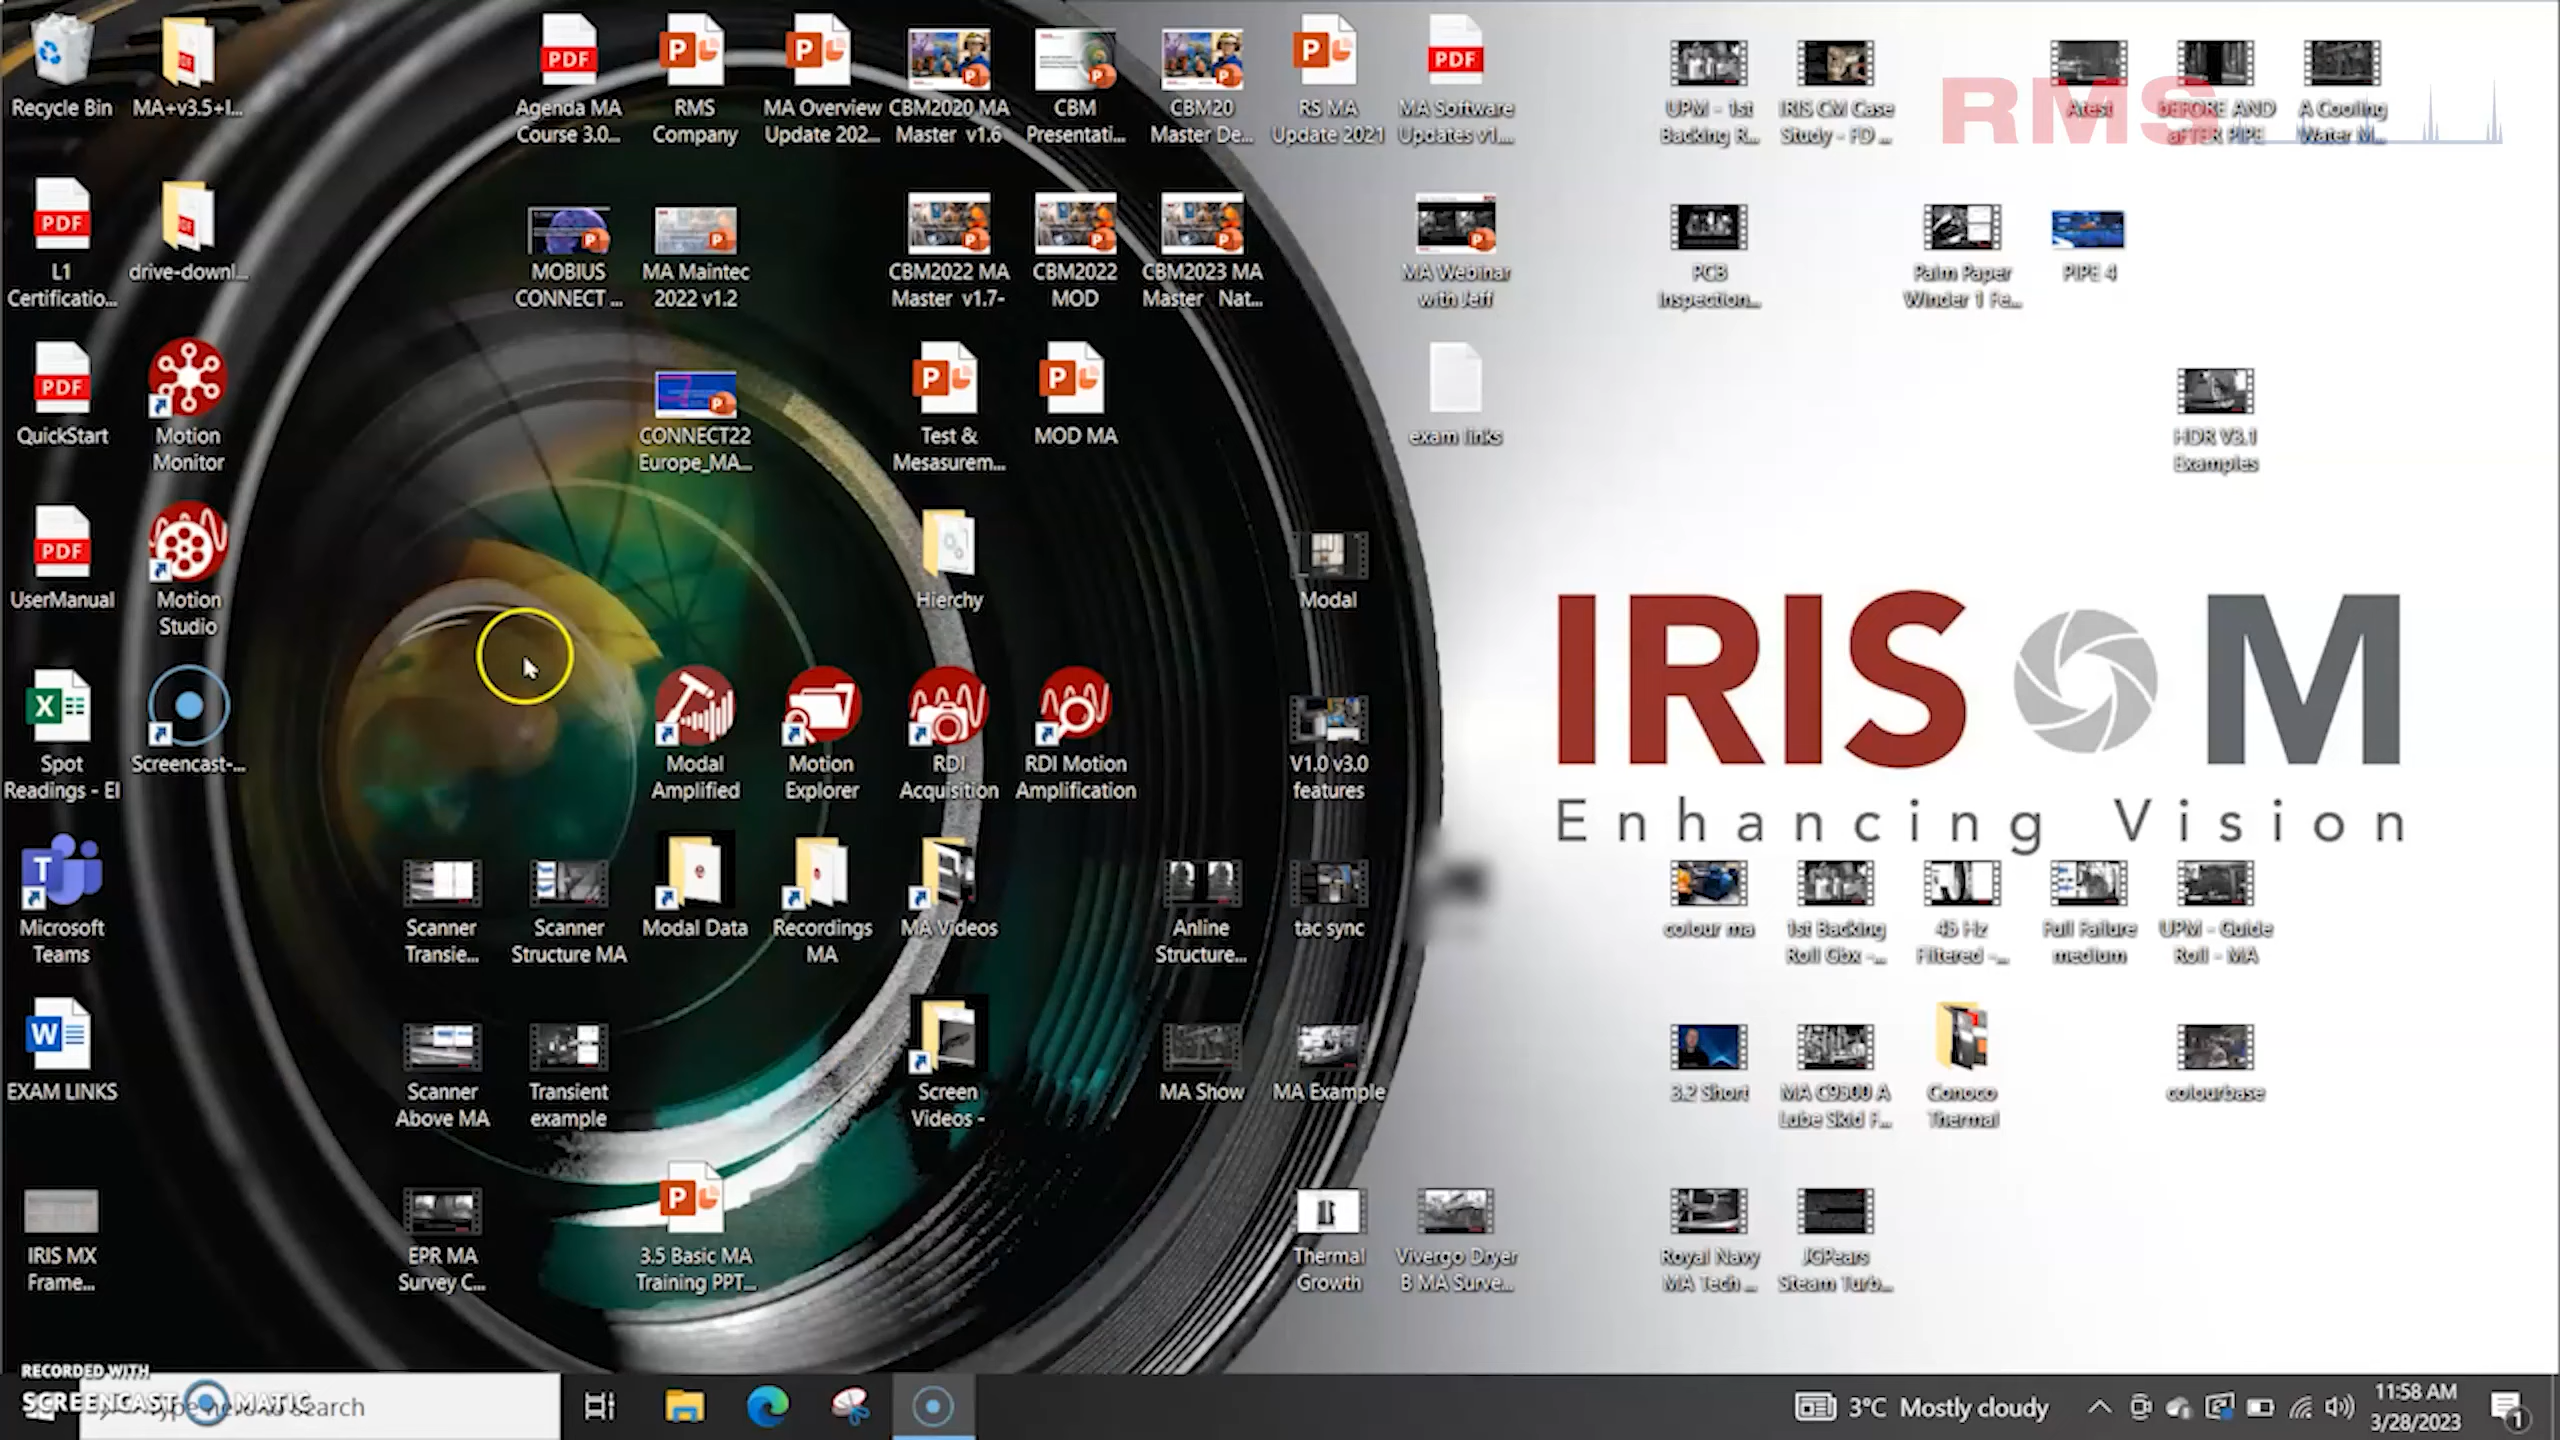 Recycle Bin
MA+v3.5+I...
Agenda MA
Course 3.0...
RMS
Company
MA Overview
Update 202...
CBM2020 MA
Master v1.6
CBM
Presentati...
CBM20
Master De...
RS MA
Update 2021
MA Software
Updates v1....
UPM - 1st
Backing R...
IRIS CM Case
Study - FD ...
RMS
Atest
bEFORE AND
aFTER PIPE
A Cooling
Water M...
L1
Certificatio...
drive-downl...
MOBIUS
CONNECT ...
MA Maintec
2022 v1.2
CBM2022 MA
Master v1.7-
CBM2022
MOD
CBM2023 MA
Master Nat...
MA Webinar
with Jeff
PCB
Inspection...
Palm Paper
Winder 1 Fe...
PIPE 4
QuickStart
Motion
Monitor
CONNECT22
Europe_MA...
Test &
Mesasurem...
MOD MA
exam links
HDR V3.1
Examples
UserManual
Motion
Studio
Hierchy
Modal
IRIS M
Enhancing Vision
Spot
Readings - EI
Screencast-...
Modal
Amplified
Motion
Explorer
RDI
Acquisition
RDI Motion
Amplification
V1.0 v3.0
features
Microsoft
Teams
Scanner
Transie...
Scanner
Structure MA
Modal Data
Recordings
MA
MA Videos
Anline
Structure...
tac sync
colour ma
1st Backing
Roll Gbx -...
45 Hz
Filtered -...
Full Failure
medium
UPM - Guide
Roll - MA
EXAM LINKS
Scanner
Above MA
Transient
example
Screen
Videos -
MA Show
MA Example
3.2 Short
MA C9300 A
Lube Skid F...
Conoco
Thermal
colourbase
IRIS MX
Frame...
EPR MA
Survey C...
3.5 Basic MA
Training PPT...
Thermal
Growth
Vivergo Dryer
B MA Surve...
Royal Navy
MA Tech ...
JGPears
Steam Turb...
RECORDED WITH
SCREENCAST MATIC
Type here to search
3°C Mostly cloudy
11:58 AM
3/28/2023
1